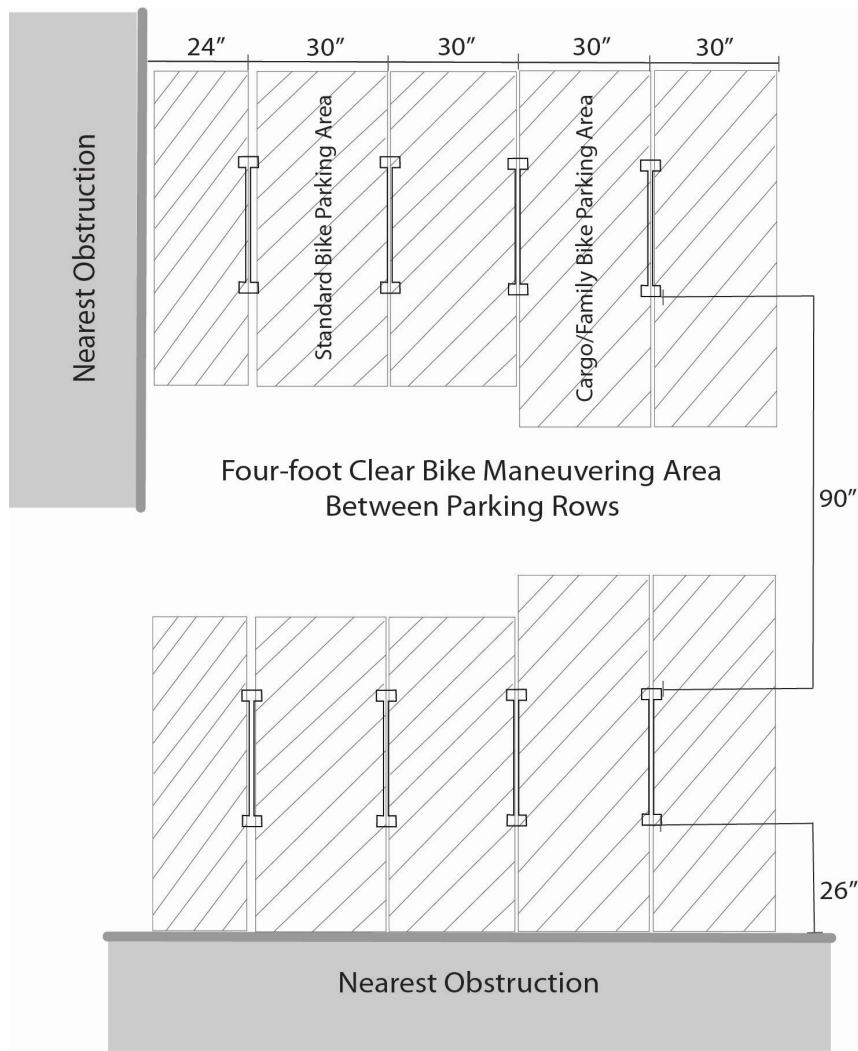 24”
30”
30”
30”
30”
Nearest Obstruction
Standard Bike Parking Area
Cargo/Family Bike Parking Area
Four-foot Clear Bike Maneuvering Area
Between Parking Rows
90”
26”
Nearest Obstruction